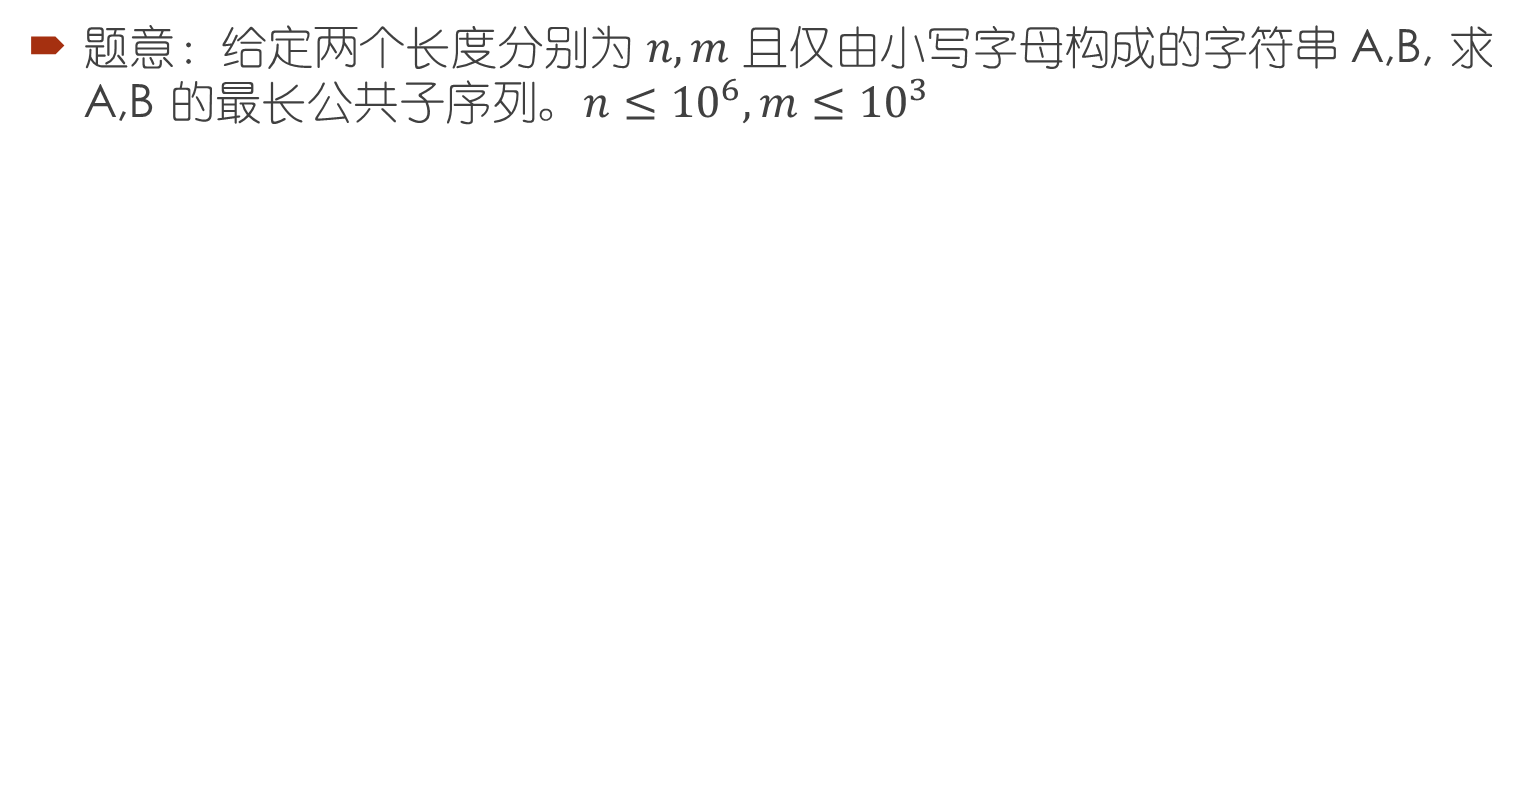 题意：给定两个长度分别为 n, m 且仅由小写字母构成的字符串 A,B, 求
A,B 的最长公共子序列。n ≤ 10⁶, m ≤ 10³